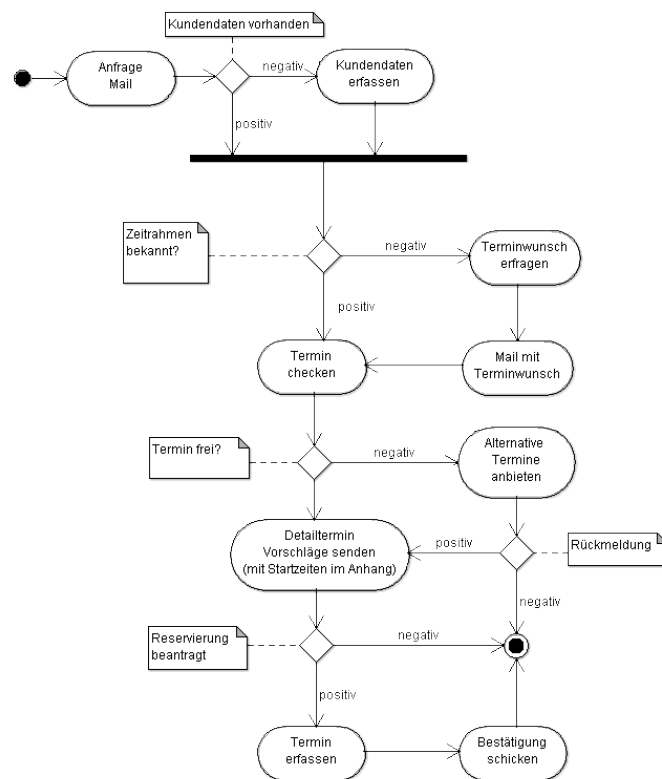 Kundendaten vorhanden
Anfrage
Mail
negativ
Kundendaten
erfassen
positiv
Zeitrahmen
bekannt?
negativ
Terminwunsch
erfragen
positiv
Termin
checken
Mail mit
Terminwunsch
Termin frei?
negativ
Alternative
Termine
anbieten
Detailtermin
Vorschläge senden
(mit Startzeiten im Anhang)
positiv
Rückmeldung
negativ
Reservierung
beantragt
negativ
positiv
Termin
erfassen
Bestätigung
schicken